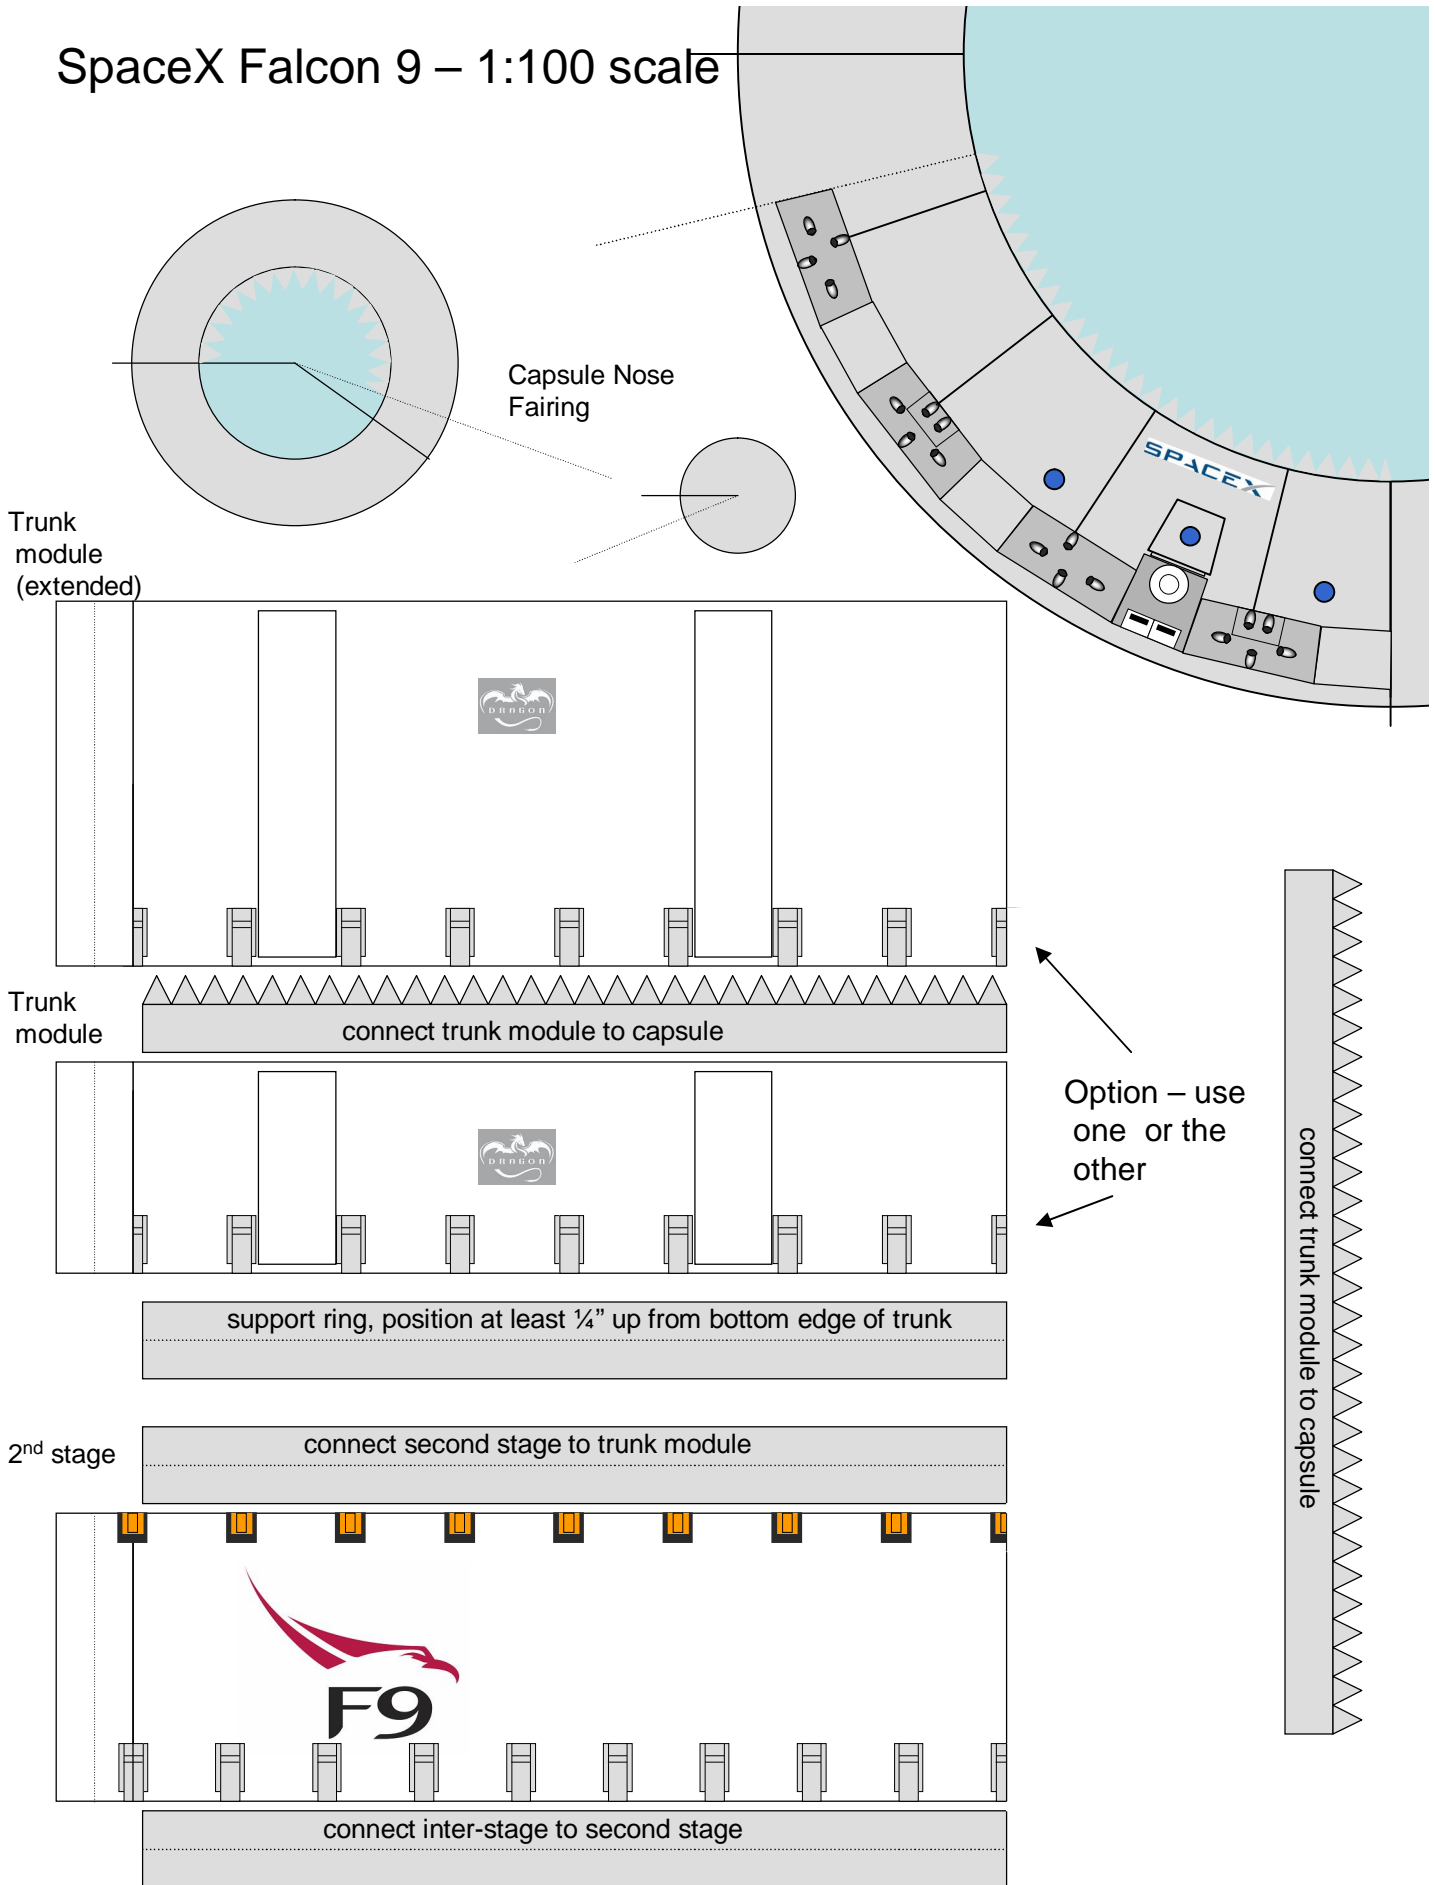 SpaceX Falcon 9 – 1:100 scale
Capsule Nose
Fairing
SPACEX
Trunk
module
(extended)
DRAGON
Trunk
module
connect trunk module to capsule
DRAGON
Option – use
one or the
other
connect trunk module to capsule
support ring, position at least ¼” up from bottom edge of trunk
2nd stage
connect second stage to trunk module
F9
connect inter-stage to second stage